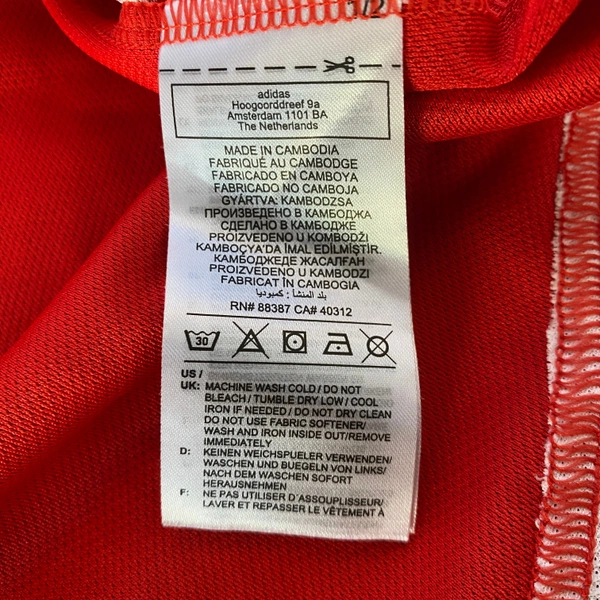 1/2
adidas
Hoogoorddreef 9a
Amsterdam 1101 BA
The Netherlands
MADE IN CAMBODIA
FABRIQUÉ AU CAMBODGE
FABRICADO EN CAMBOYA
FABRICADO NO CAMBOJA
GYÁRTVA: KAMBODZSA
ПРОИЗВЕДЕНО В КАМБОДЖА
СДЕЛАНО В КАМБОДЖЕ
PROIZVEDENO U KOMBODŽI
KAMBOÇYA'DA İMAL EDİLMİŞTİR.
КАМБОДЖЕДЕ ЖАСАЛҒАН
PROIZVEDENO U KAMBODZI
FABRICAT ÎN CAMBOGIA
بلد المنشأ : كمبوديا
RN# 88387 CA# 40312
30
US /
UK: MACHINE WASH COLD / DO NOT
BLEACH / TUMBLE DRY LOW / COOL
IRON IF NEEDED / DO NOT DRY CLEAN
DO NOT USE FABRIC SOFTENER/
WASH AND IRON INSIDE OUT/REMOVE
IMMEDIATELY
D: KEINEN WEICHSPUELER VERWENDEN/
WASCHEN UND BUEGELN VON LINKS/
NACH DEM WASCHEN SOFORT
HERAUSNEHMEN
F: NE PAS UTILISER D'ASSOUPLISSEUR/
LAVER ET REPASSER LE VÊTEMENT À